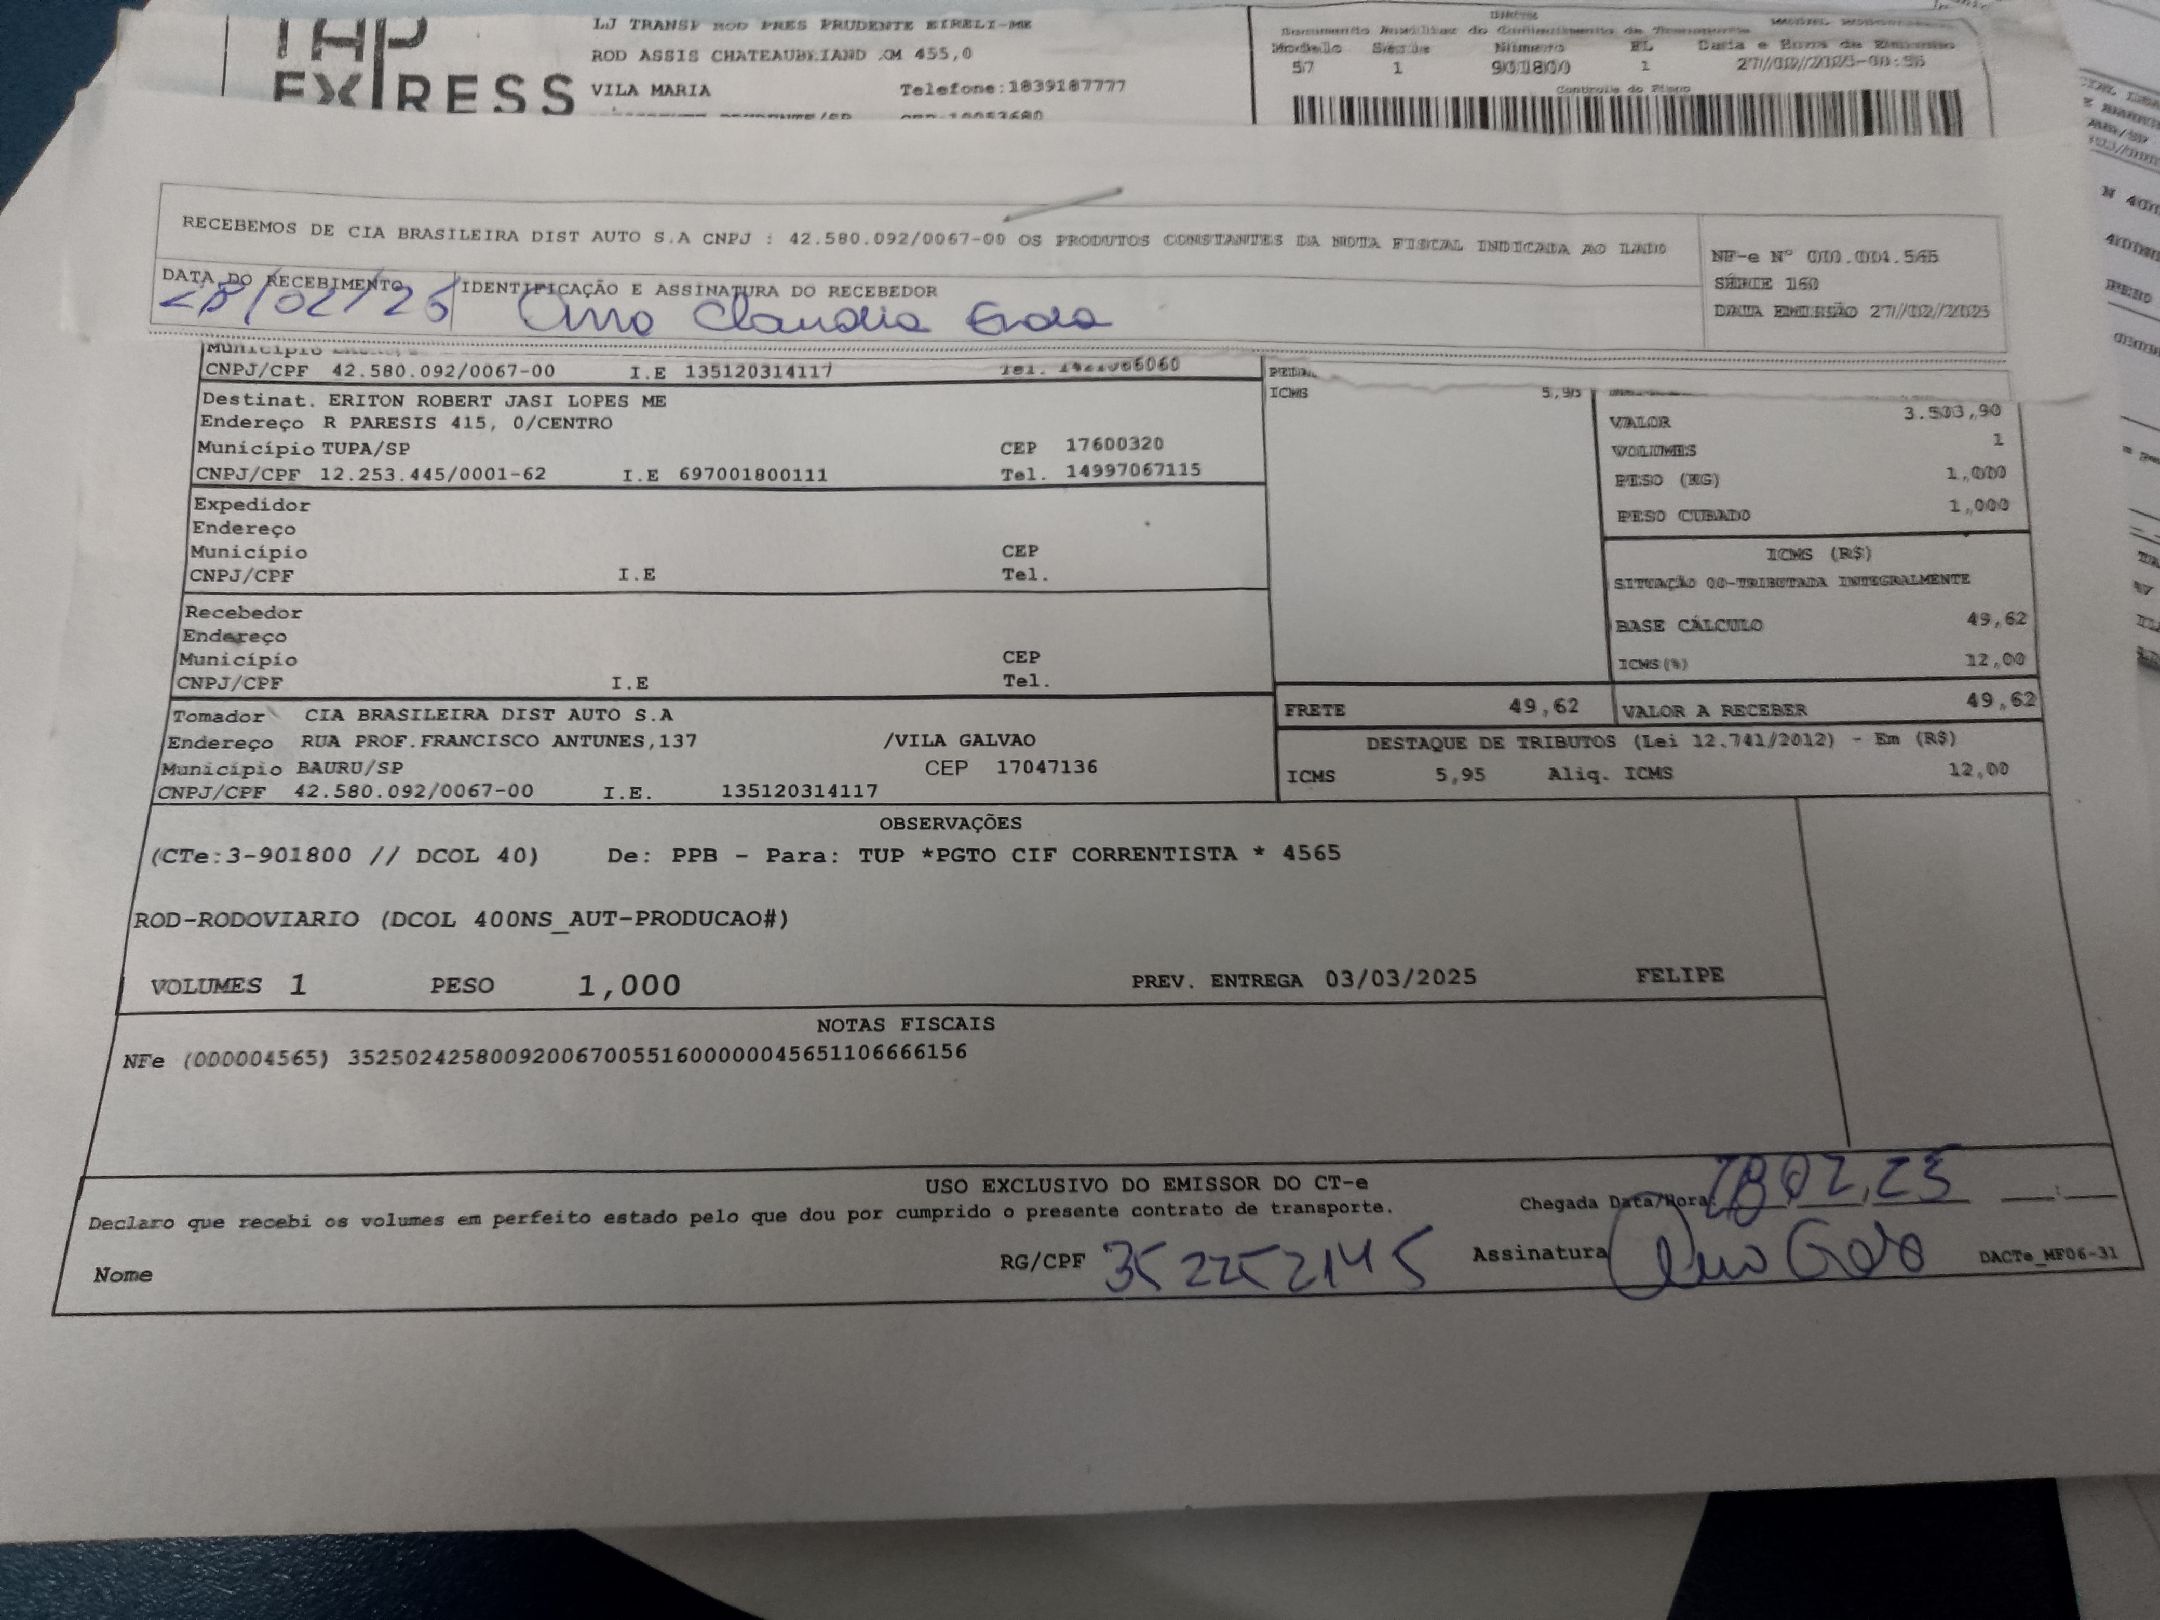 EXPRESS
LJ TRANSP ROD PRES PRUDENTE EIRELI-ME
ROD ASSIS CHATEAUBRIAND KM 455,0
VILA MARIA Telefone:1839187777
Modelo Série Número FL Data e Hora de Emissão
57 1 901800 1
Controle do Fisco
RECEBEMOS DE CIA BRASILEIRA DIST AUTO S.A CNPJ : 42.580.092/0067-00 OS PRODUTOS CONSTANTES DA NOTA FISCAL INDICADA AO LADO
NF-e Nº 000.004.565
SÉRIE 160
DATA EMISSÃO 27/02/2025
DATA DO RECEBIMENTO
28/02/25
IDENTIFICAÇÃO E ASSINATURA DO RECEBEDOR
Ana Claudia
Município
CNPJ/CPF 42.580.092/0067-00 I.E 135120314117 Tel.
Destinat. ERITON ROBERT JASI LOPES ME
Endereço R PARESIS 415, 0/CENTRO
Município TUPA/SP CEP 17600320
CNPJ/CPF 12.253.445/0001-62 I.E 697001800111 Tel. 14997067115
Expedidor
Endereço
Município CEP
CNPJ/CPF I.E Tel.
Recebedor
Endereço
Município CEP
CNPJ/CPF I.E Tel.
Tomador CIA BRASILEIRA DIST AUTO S.A
Endereço RUA PROF.FRANCISCO ANTUNES,137 /VILA GALVAO
Município BAURU/SP CEP 17047136
CNPJ/CPF 42.580.092/0067-00 I.E. 135120314117
ICMS 5,95
VALOR 3.503,90
VOLUMES 1
PESO (KG) 1,000
PESO CUBADO 1,000
ICMS (R$)
SITUAÇÃO 00-TRIBUTADA INTEGRALMENTE
BASE CÁLCULO 49,62
ICMS(%) 12,00
FRETE 49,62 VALOR A RECEBER 49,62
DESTAQUE DE TRIBUTOS (Lei 12.741/2012) - Em (R$)
ICMS 5,95 Aliq. ICMS 12,00
OBSERVAÇÕES
(CTe:3-901800 // DCOL 40) De: PPB - Para: TUP *PGTO CIF CORRENTISTA * 4565
ROD-RODOVIARIO (DCOL 400NS_AUT-PRODUCAO#)
VOLUMES 1 PESO 1,000 PREV. ENTREGA 03/03/2025 FELIPE
NOTAS FISCAIS
NFe (000004565) 35250242580092006700551600000045651106666156
USO EXCLUSIVO DO EMISSOR DO CT-e
Declaro que recebi os volumes em perfeito estado pelo que dou por cumprido o presente contrato de transporte.
Chegada Data/Hora: 28,02,25
Nome RG/CPF 352252145 Assinatura DACTe_MF06-31